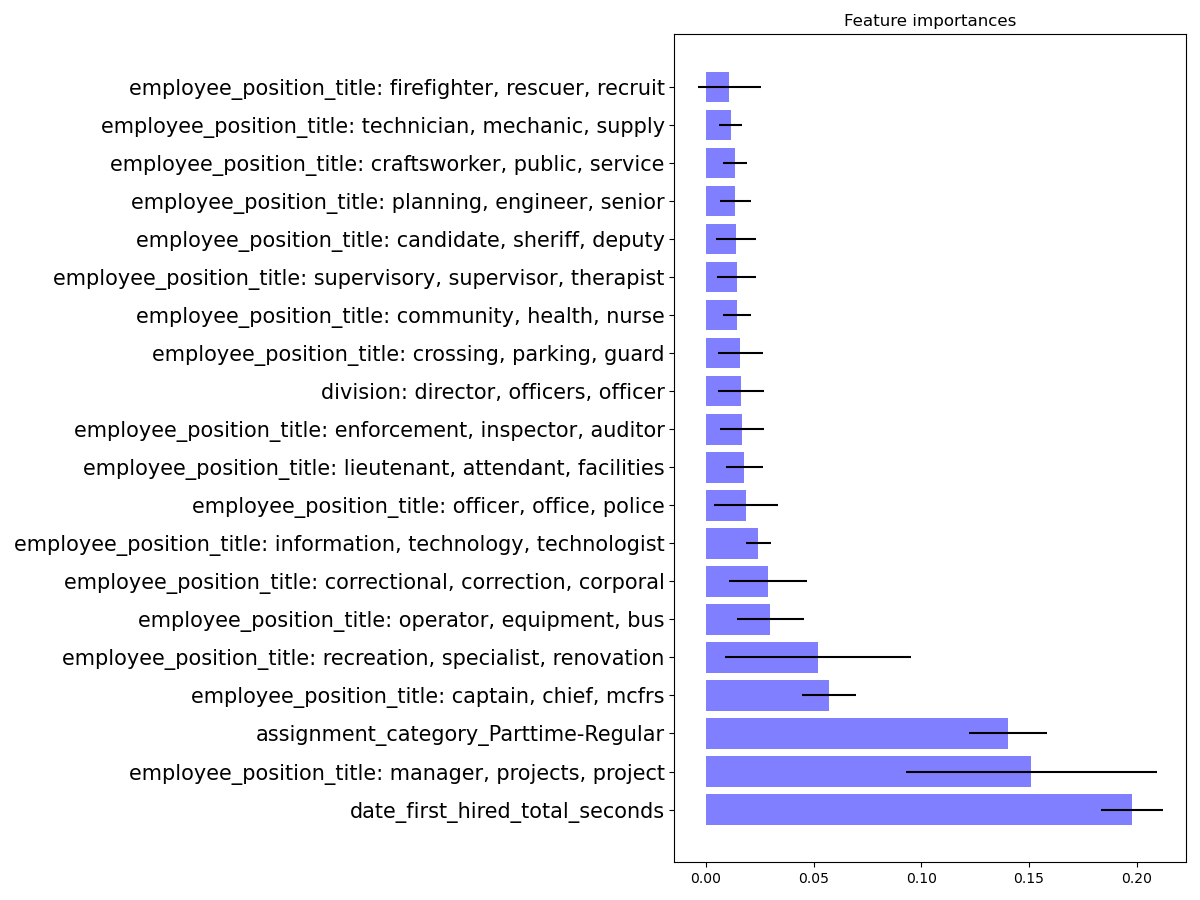 Feature importances
employee_position_title: firefighter, rescuer, recruit
employee_position_title: technician, mechanic, supply
employee_position_title: craftsworker, public, service
employee_position_title: planning, engineer, senior
employee_position_title: candidate, sheriff, deputy
employee_position_title: supervisory, supervisor, therapist
employee_position_title: community, health, nurse
employee_position_title: crossing, parking, guard
division: director, officers, officer
employee_position_title: enforcement, inspector, auditor
employee_position_title: lieutenant, attendant, facilities
employee_position_title: officer, office, police
employee_position_title: information, technology, technologist
employee_position_title: correctional, correction, corporal
employee_position_title: operator, equipment, bus
employee_position_title: recreation, specialist, renovation
employee_position_title: captain, chief, mcfrs
assignment_category_Parttime-Regular
employee_position_title: manager, projects, project
date_first_hired_total_seconds
0.00 0.05 0.10 0.15 0.20